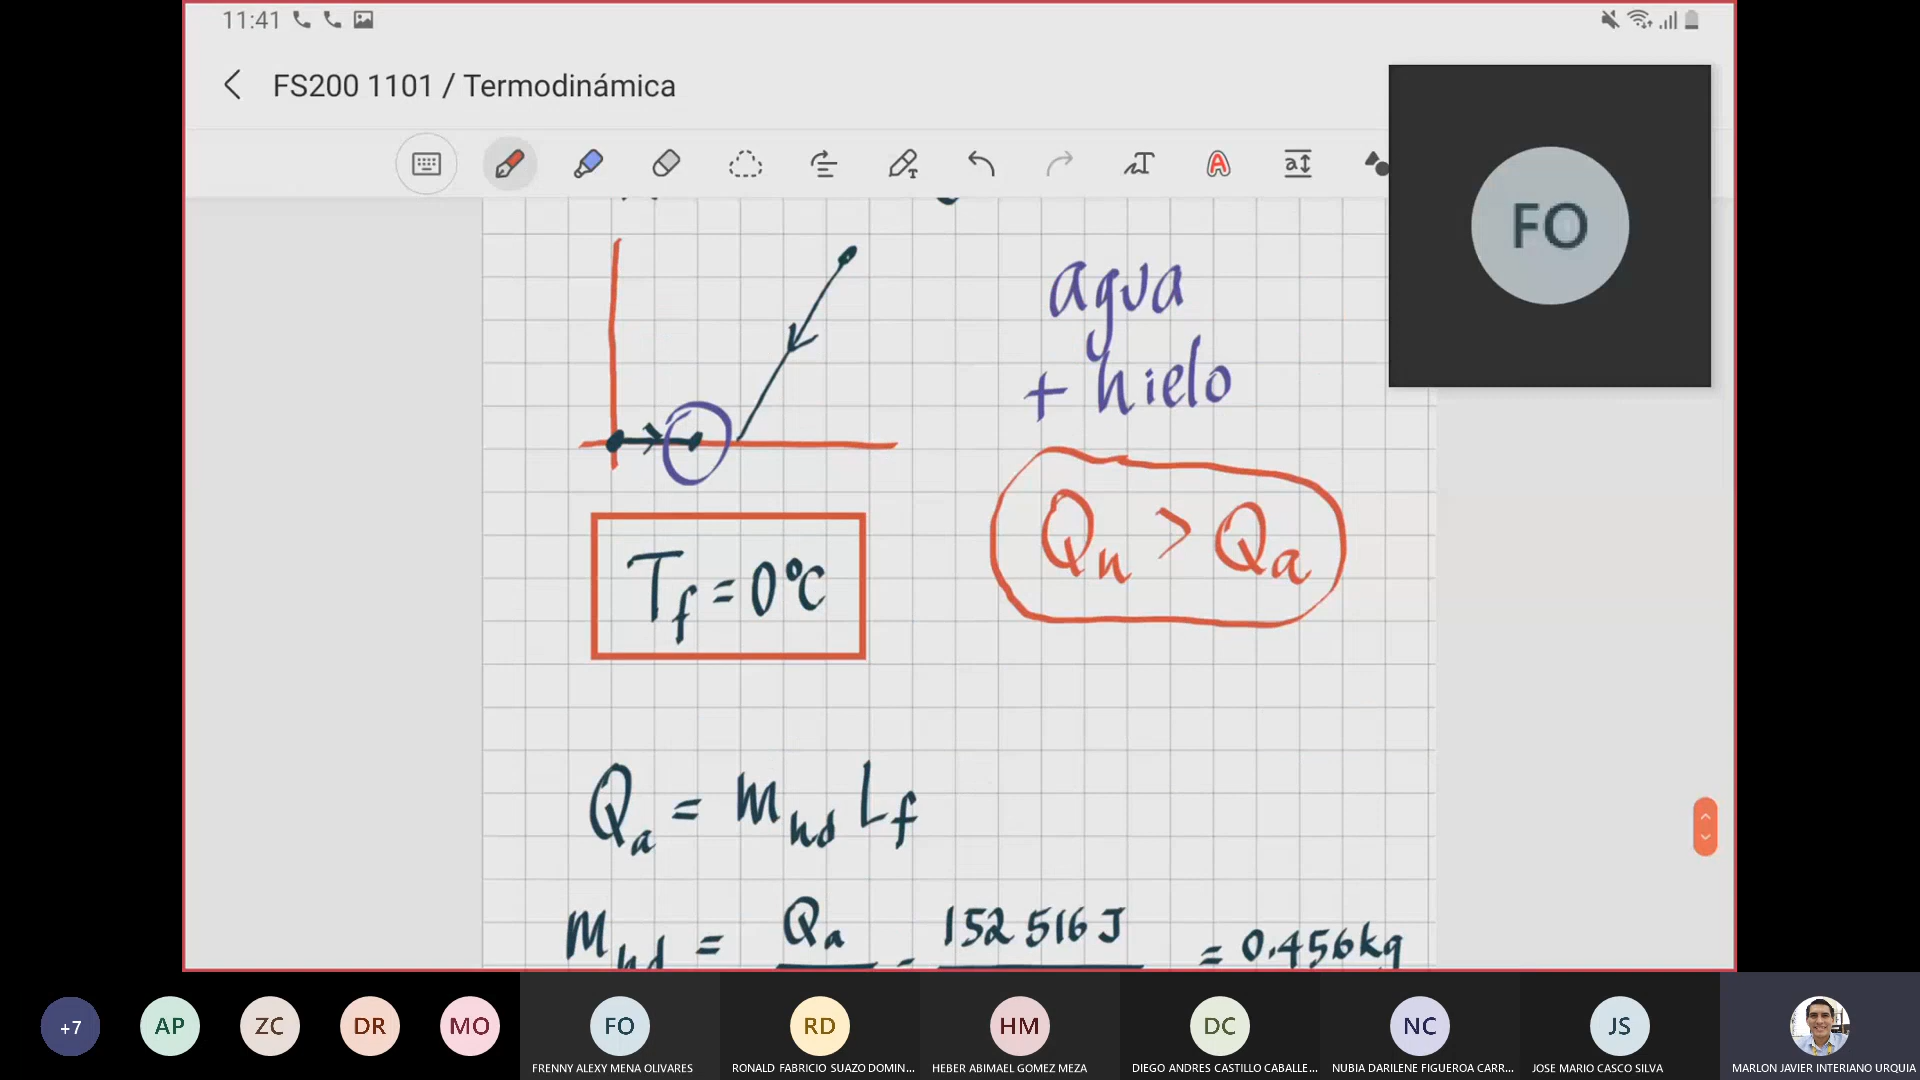 11:41
FS200 1101 / Termodinámica
FO
agua
+ hielo
Qh > Qa
Tf = 0°C
Qa = mhd Lf
mhd = Qa = 152 516 J = 0.456kg
+7
AP
ZC
DR
MO
FO
RD
HM
DC
NC
JS
FRENNY ALEXY MENA OLIVARES
RONALD FABRICIO SUAZO DOMIN...
HEBER ABIMAEL GOMEZ MEZA
DIEGO ANDRES CASTILLO CABALLE...
NUBIA DARILENE FIGUEROA CARR...
JOSE MARIO CASCO SILVA
MARLON JAVIER INTERIANO URQUIA